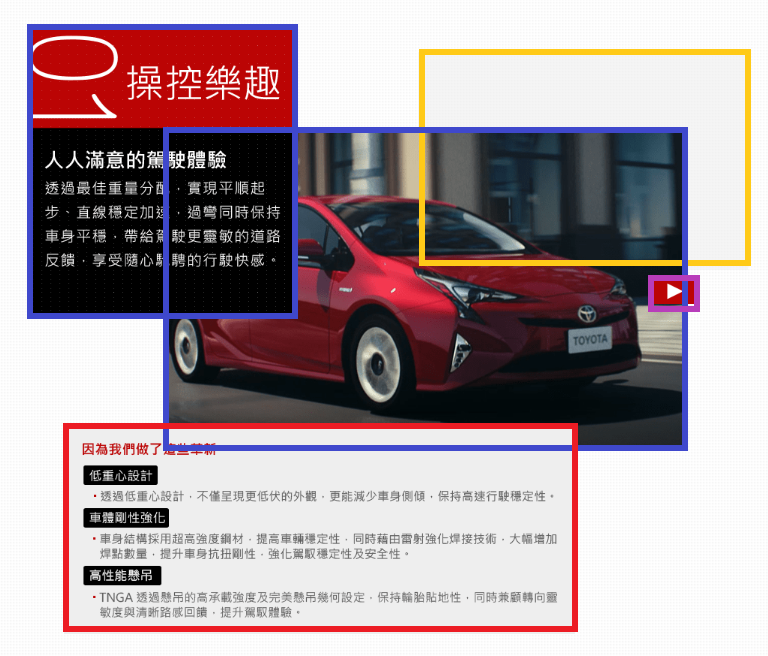 操控樂趣
人人滿意的駕駛體驗
透過最佳重量分配，實現平順起
步、直線穩定加速，過彎同時保持
車身平穩，帶給駕駛更靈敏的道路
反饋，享受隨心馳騁的行駛快感。
TOYOTA
因為我們做了這些革新
低重心設計
・透過低重心設計，不僅呈現更低伏的外觀，更能減少車身側傾，保持高速行駛穩定性。
車體剛性強化
・車身結構採用超高強度鋼材，提高車輛穩定性，同時藉由雷射強化焊接技術，大幅增加
焊點數量，提升車身抗扭剛性，強化駕馭穩定性及安全性。
高性能懸吊
・TNGA 透過懸吊的高承載強度及完美懸吊幾何設定，保持輪胎貼地性，同時兼顧轉向靈
敏度與清晰路感回饋，提升駕馭體驗。